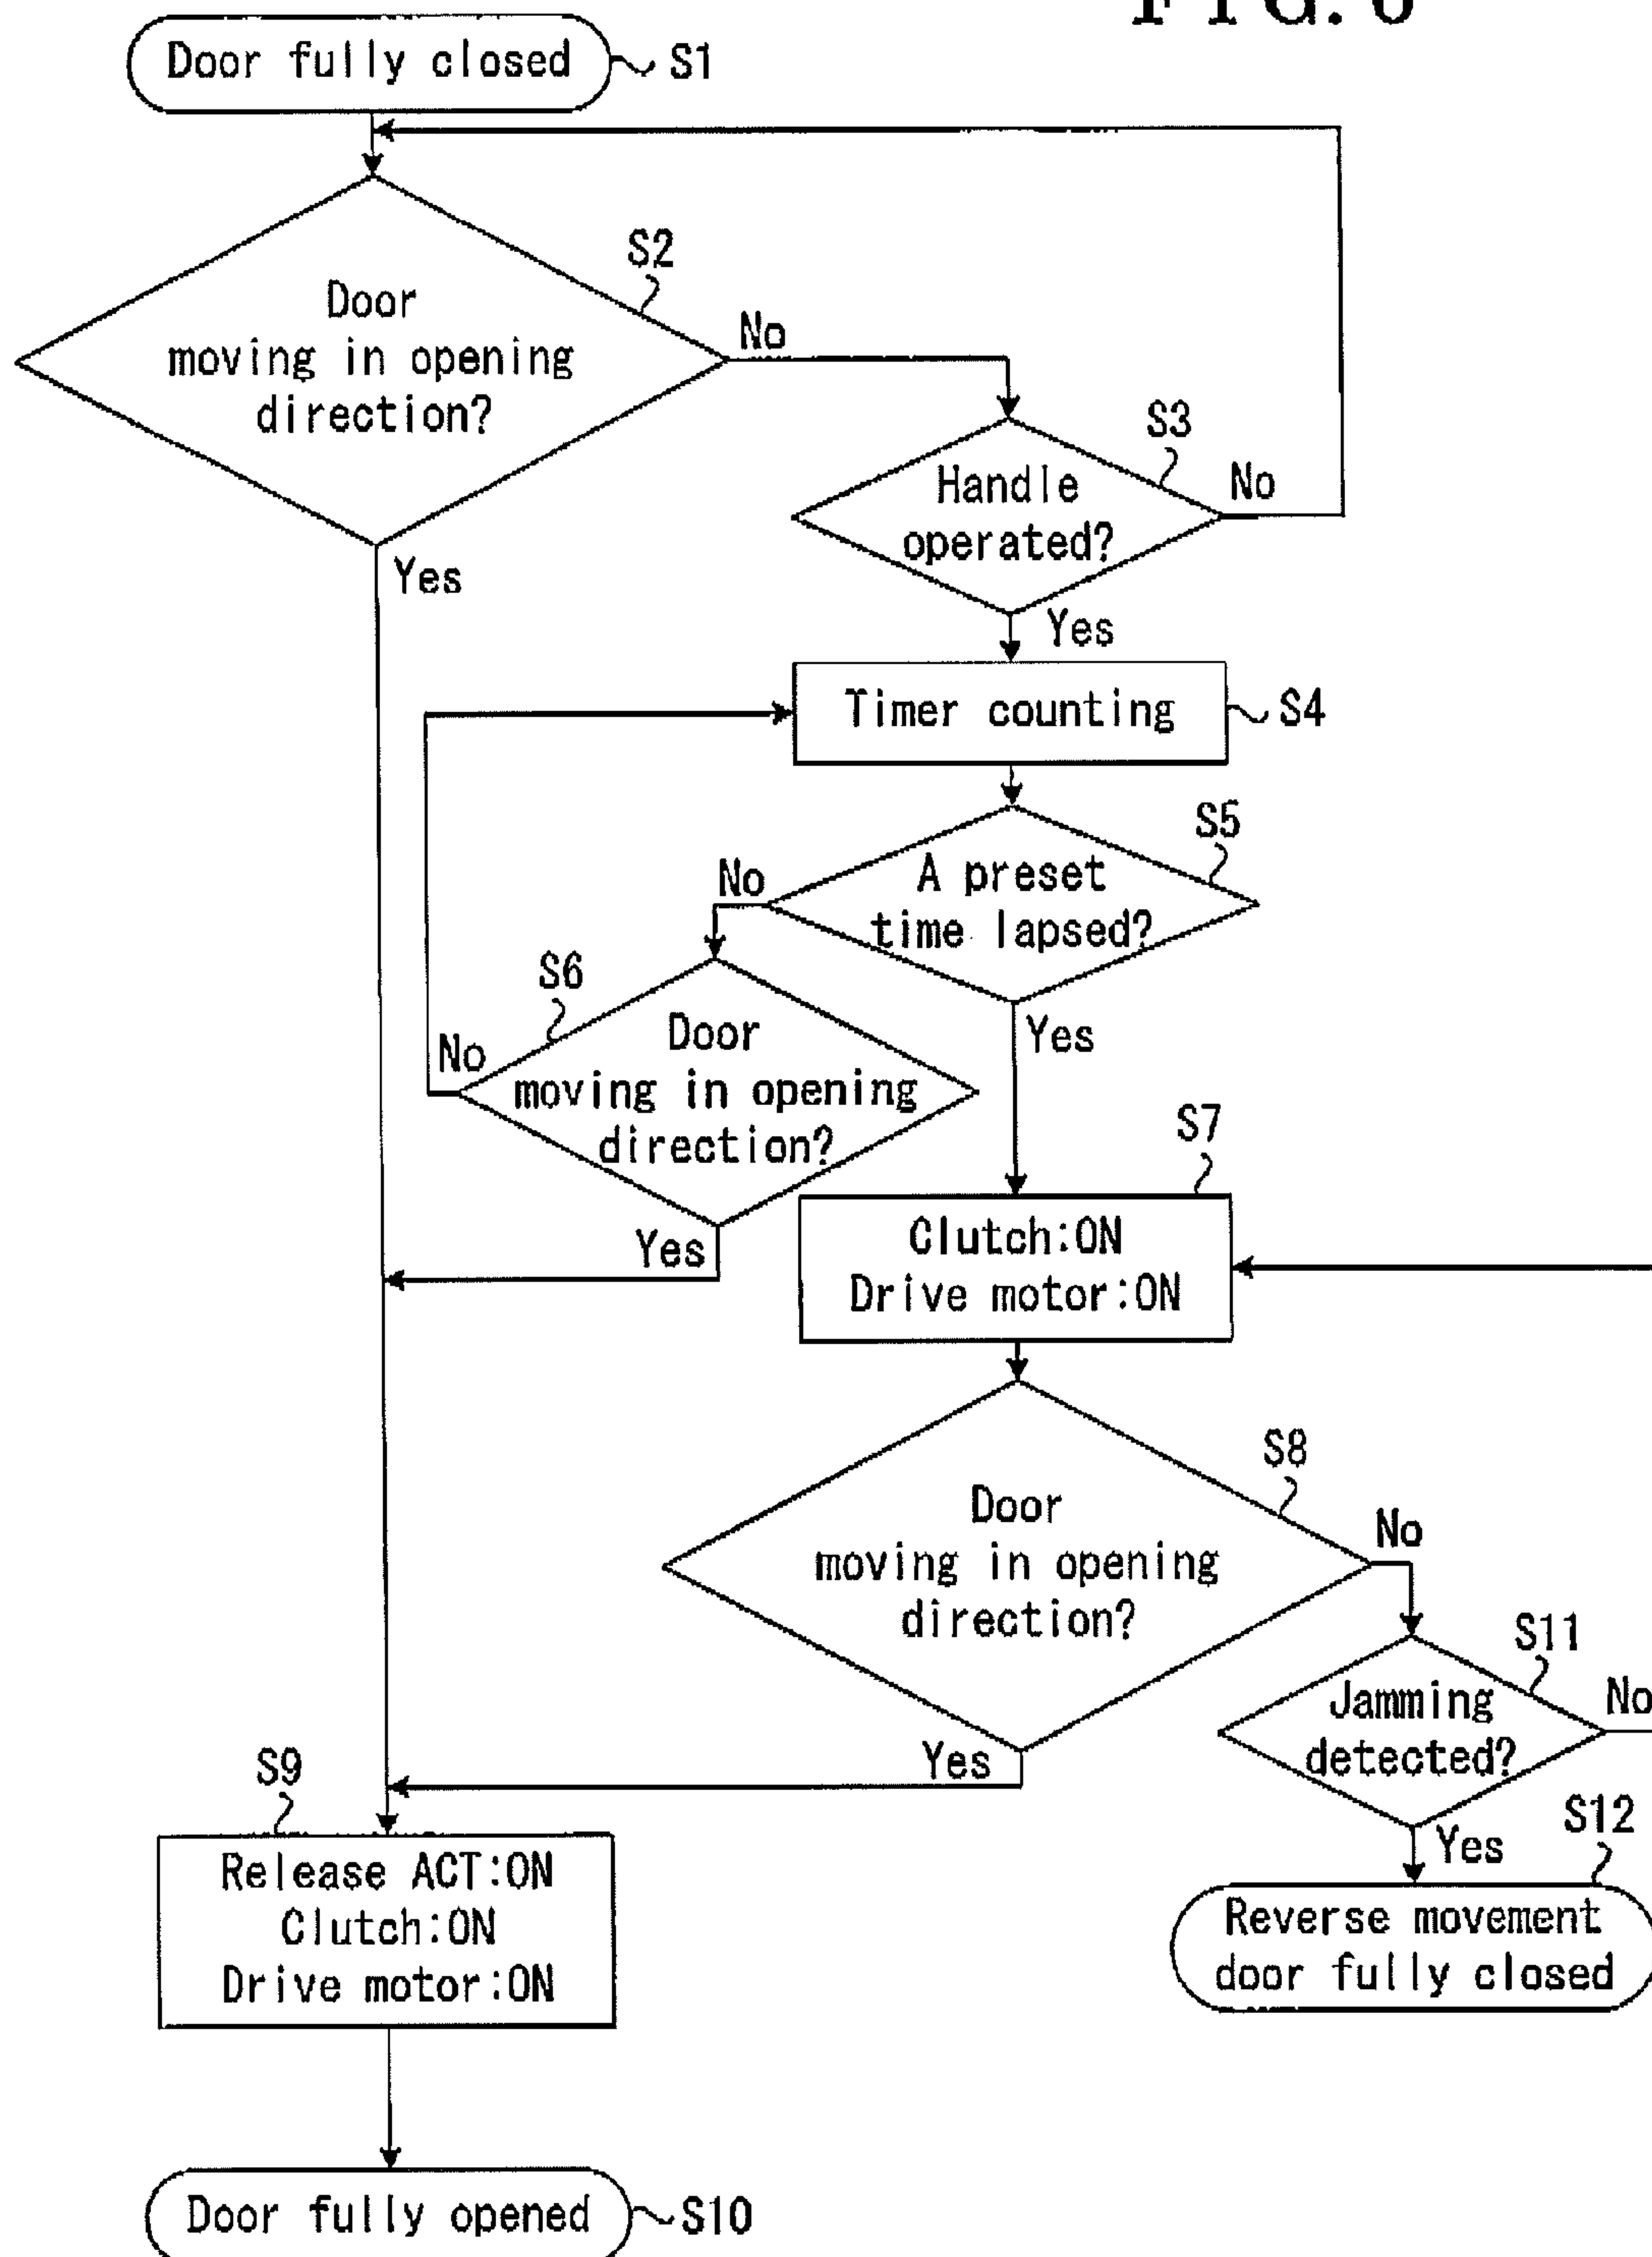 FIG. 6
Door fully closed
S1
S2
Door
moving in opening
direction?
No
Yes
S3
Handle
operated?
No
Yes
Timer counting
S4
S5
A preset
time lapsed?
No
Yes
S6
Door
moving in opening
direction?
No
Yes
S7
Clutch:ON
Drive motor:ON
S8
Door
moving in opening
direction?
No
Yes
S11
Jamming
detected?
No
Yes
S12
Reverse movement
door fully closed
S9
Release ACT:ON
Clutch:ON
Drive motor:ON
Door fully opened
S10